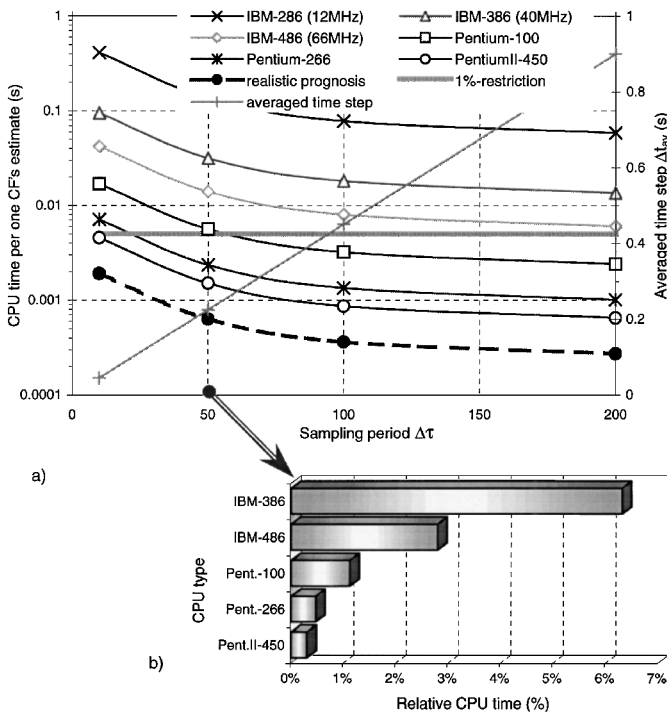 IBM-286 (12MHz)
IBM-386 (40MHz)
IBM-486 (66MHz)
Pentium-100
Pentium-266
PentiumII-450
realistic prognosis
1%-restriction
averaged time step
CPU time per one CF's estimate (s)
1
0.1
0.01
0.001
0.0001
1
0.8
0.6
0.4
0.2
0
Averaged time step Δt_av (s)
0
50
100
150
200
Sampling period Δτ
a)
CPU type
IBM-386
IBM-486
Pent.-100
Pent.-266
Pent.II-450
b)
0%
1%
2%
3%
4%
5%
6%
7%
Relative CPU time (%)